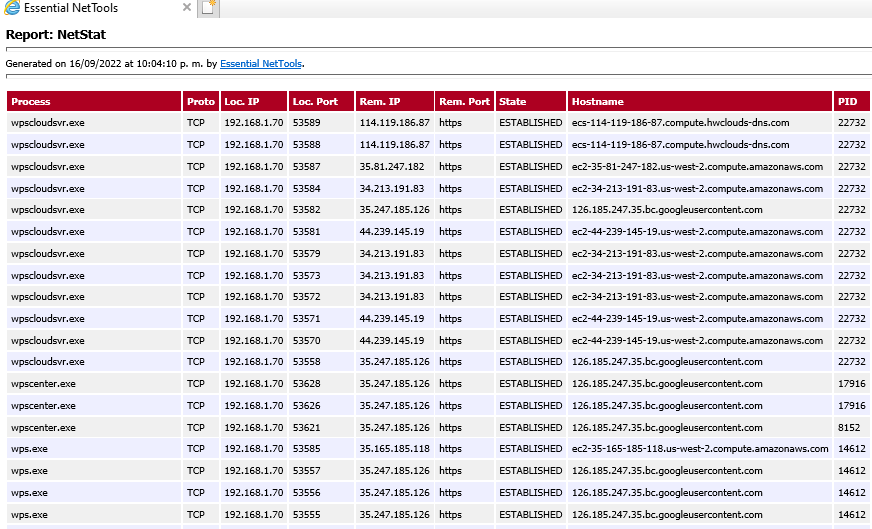 Essential NetTools
Report: NetStat
Generated on 16/09/2022 at 10:04:10 p. m. by Essential NetTools.
Process Proto Loc. IP Loc. Port Rem. IP Rem. Port State Hostname PID
wpscloudsvr.exe TCP 192.168.1.70 53589 114.119.186.87 https ESTABLISHED ecs-114-119-186-87.compute.hwclouds-dns.com 22732
wpscloudsvr.exe TCP 192.168.1.70 53588 114.119.186.87 https ESTABLISHED ecs-114-119-186-87.compute.hwclouds-dns.com 22732
wpscloudsvr.exe TCP 192.168.1.70 53587 35.81.247.182 https ESTABLISHED ec2-35-81-247-182.us-west-2.compute.amazonaws.com 22732
wpscloudsvr.exe TCP 192.168.1.70 53584 34.213.191.83 https ESTABLISHED ec2-34-213-191-83.us-west-2.compute.amazonaws.com 22732
wpscloudsvr.exe TCP 192.168.1.70 53582 35.247.185.126 https ESTABLISHED 126.185.247.35.bc.googleusercontent.com 22732
wpscloudsvr.exe TCP 192.168.1.70 53581 44.239.145.19 https ESTABLISHED ec2-44-239-145-19.us-west-2.compute.amazonaws.com 22732
wpscloudsvr.exe TCP 192.168.1.70 53579 34.213.191.83 https ESTABLISHED ec2-34-213-191-83.us-west-2.compute.amazonaws.com 22732
wpscloudsvr.exe TCP 192.168.1.70 53573 34.213.191.83 https ESTABLISHED ec2-34-213-191-83.us-west-2.compute.amazonaws.com 22732
wpscloudsvr.exe TCP 192.168.1.70 53572 34.213.191.83 https ESTABLISHED ec2-34-213-191-83.us-west-2.compute.amazonaws.com 22732
wpscloudsvr.exe TCP 192.168.1.70 53571 44.239.145.19 https ESTABLISHED ec2-44-239-145-19.us-west-2.compute.amazonaws.com 22732
wpscloudsvr.exe TCP 192.168.1.70 53570 44.239.145.19 https ESTABLISHED ec2-44-239-145-19.us-west-2.compute.amazonaws.com 22732
wpscloudsvr.exe TCP 192.168.1.70 53558 35.247.185.126 https ESTABLISHED 126.185.247.35.bc.googleusercontent.com 22732
wpscenter.exe TCP 192.168.1.70 53628 35.247.185.126 https ESTABLISHED 126.185.247.35.bc.googleusercontent.com 17916
wpscenter.exe TCP 192.168.1.70 53626 35.247.185.126 https ESTABLISHED 126.185.247.35.bc.googleusercontent.com 17916
wpscenter.exe TCP 192.168.1.70 53621 35.247.185.126 https ESTABLISHED 126.185.247.35.bc.googleusercontent.com 8152
wps.exe TCP 192.168.1.70 53585 35.165.185.118 https ESTABLISHED ec2-35-165-185-118.us-west-2.compute.amazonaws.com 14612
wps.exe TCP 192.168.1.70 53557 35.247.185.126 https ESTABLISHED 126.185.247.35.bc.googleusercontent.com 14612
wps.exe TCP 192.168.1.70 53556 35.247.185.126 https ESTABLISHED 126.185.247.35.bc.googleusercontent.com 14612
wps.exe TCP 192.168.1.70 53555 35.247.185.126 https ESTABLISHED 126.185.247.35.bc.googleusercontent.com 14612